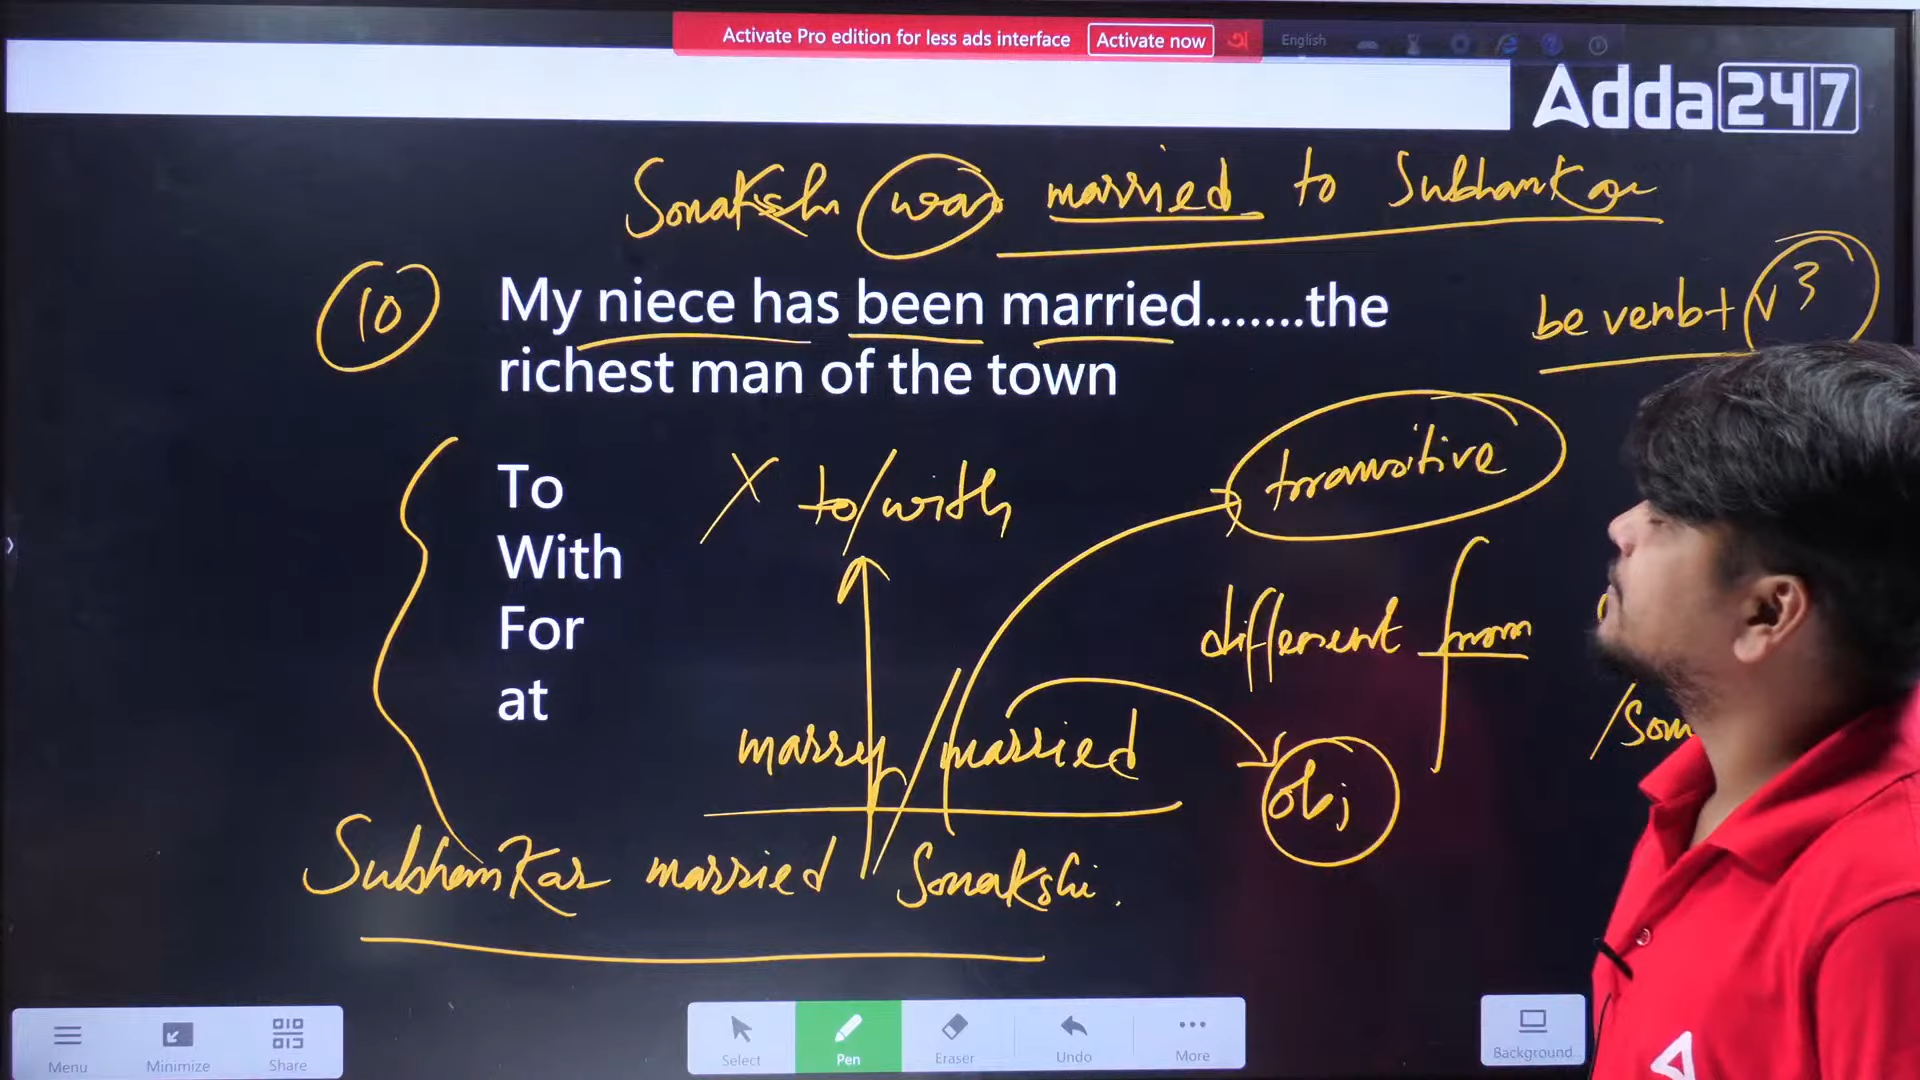 Activate Pro edition for less ads interface Activate now
English
Adda247
Sonakshi was married to Subhamkar
10
My niece has been married.......the
richest man of the town
be verb + v3
To
With
For
at
X to/with
transitive
different from
marry / married
obj
Subhamkar married Sonakshi.
Menu
Minimize
Share
Select
Pen
Eraser
Undo
More
Background